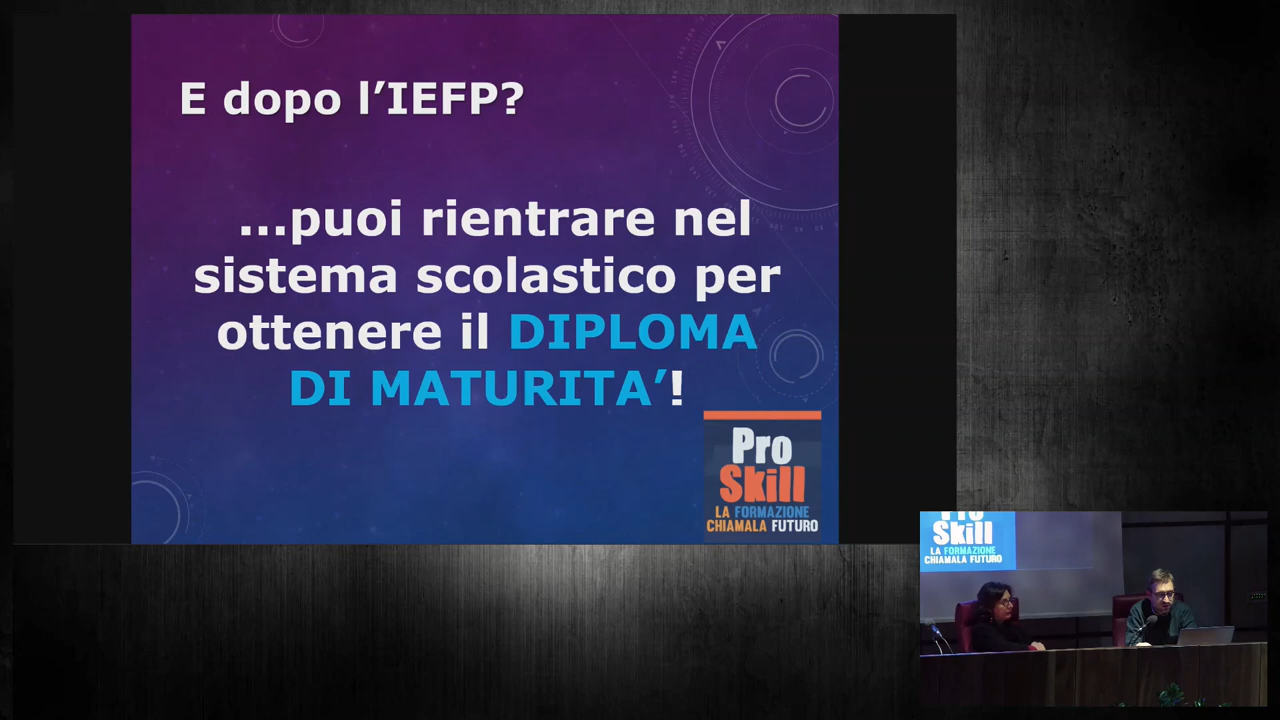 E dopo l’IEFP?
...puoi rientrare nel
sistema scolastico per
ottenere il DIPLOMA
DI MATURITA’!
Pro
Skill
LA FORMAZIONE
CHIAMALA FUTURO
Pro
Skill
LA FORMAZIONE
CHIAMALA FUTURO